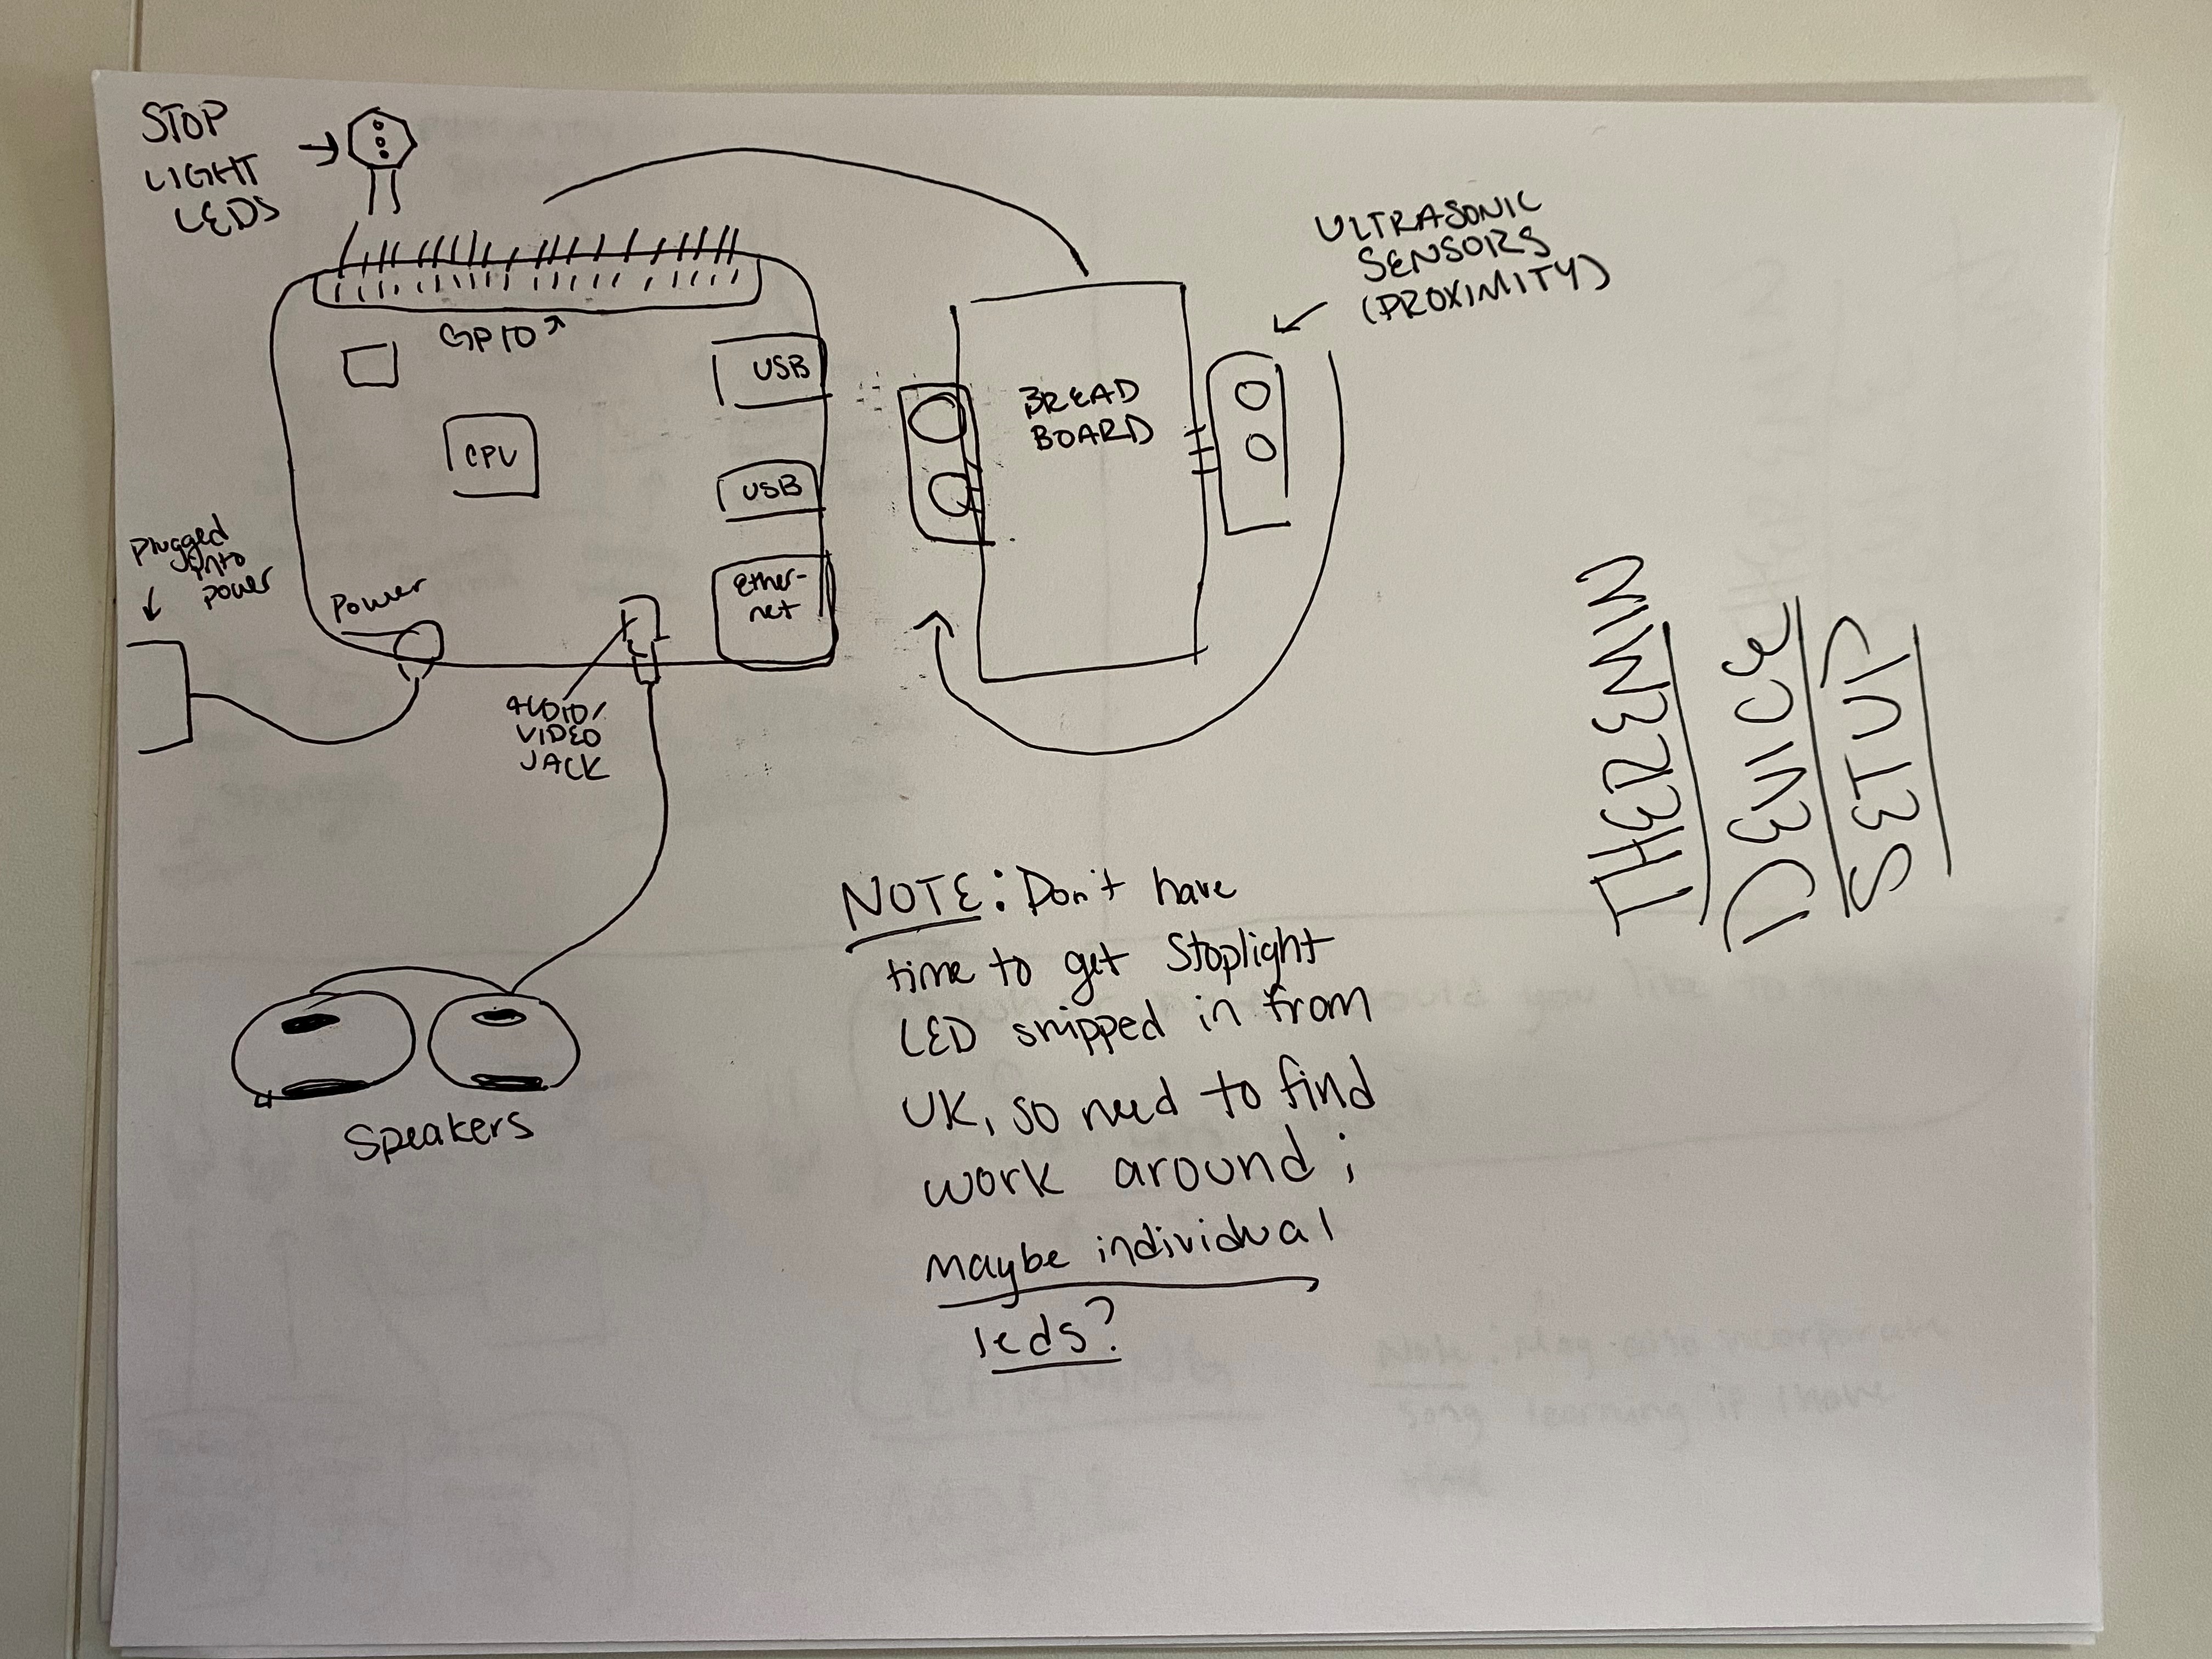 STOP
LIGHT
LEDS
GPIO
USB
CPU
USB
Ether-
net
Plugged
into
power
Power
AUDIO/
VIDEO
JACK
Speakers
BREAD
BOARD
ULTRASONIC
SENSORS
(PROXIMITY)
THEREMIN
DEVICE
SETUP
NOTE: Don't have
time to get Stoplight
LED shipped in from
UK, so need to find
work around;
maybe individual
leds?